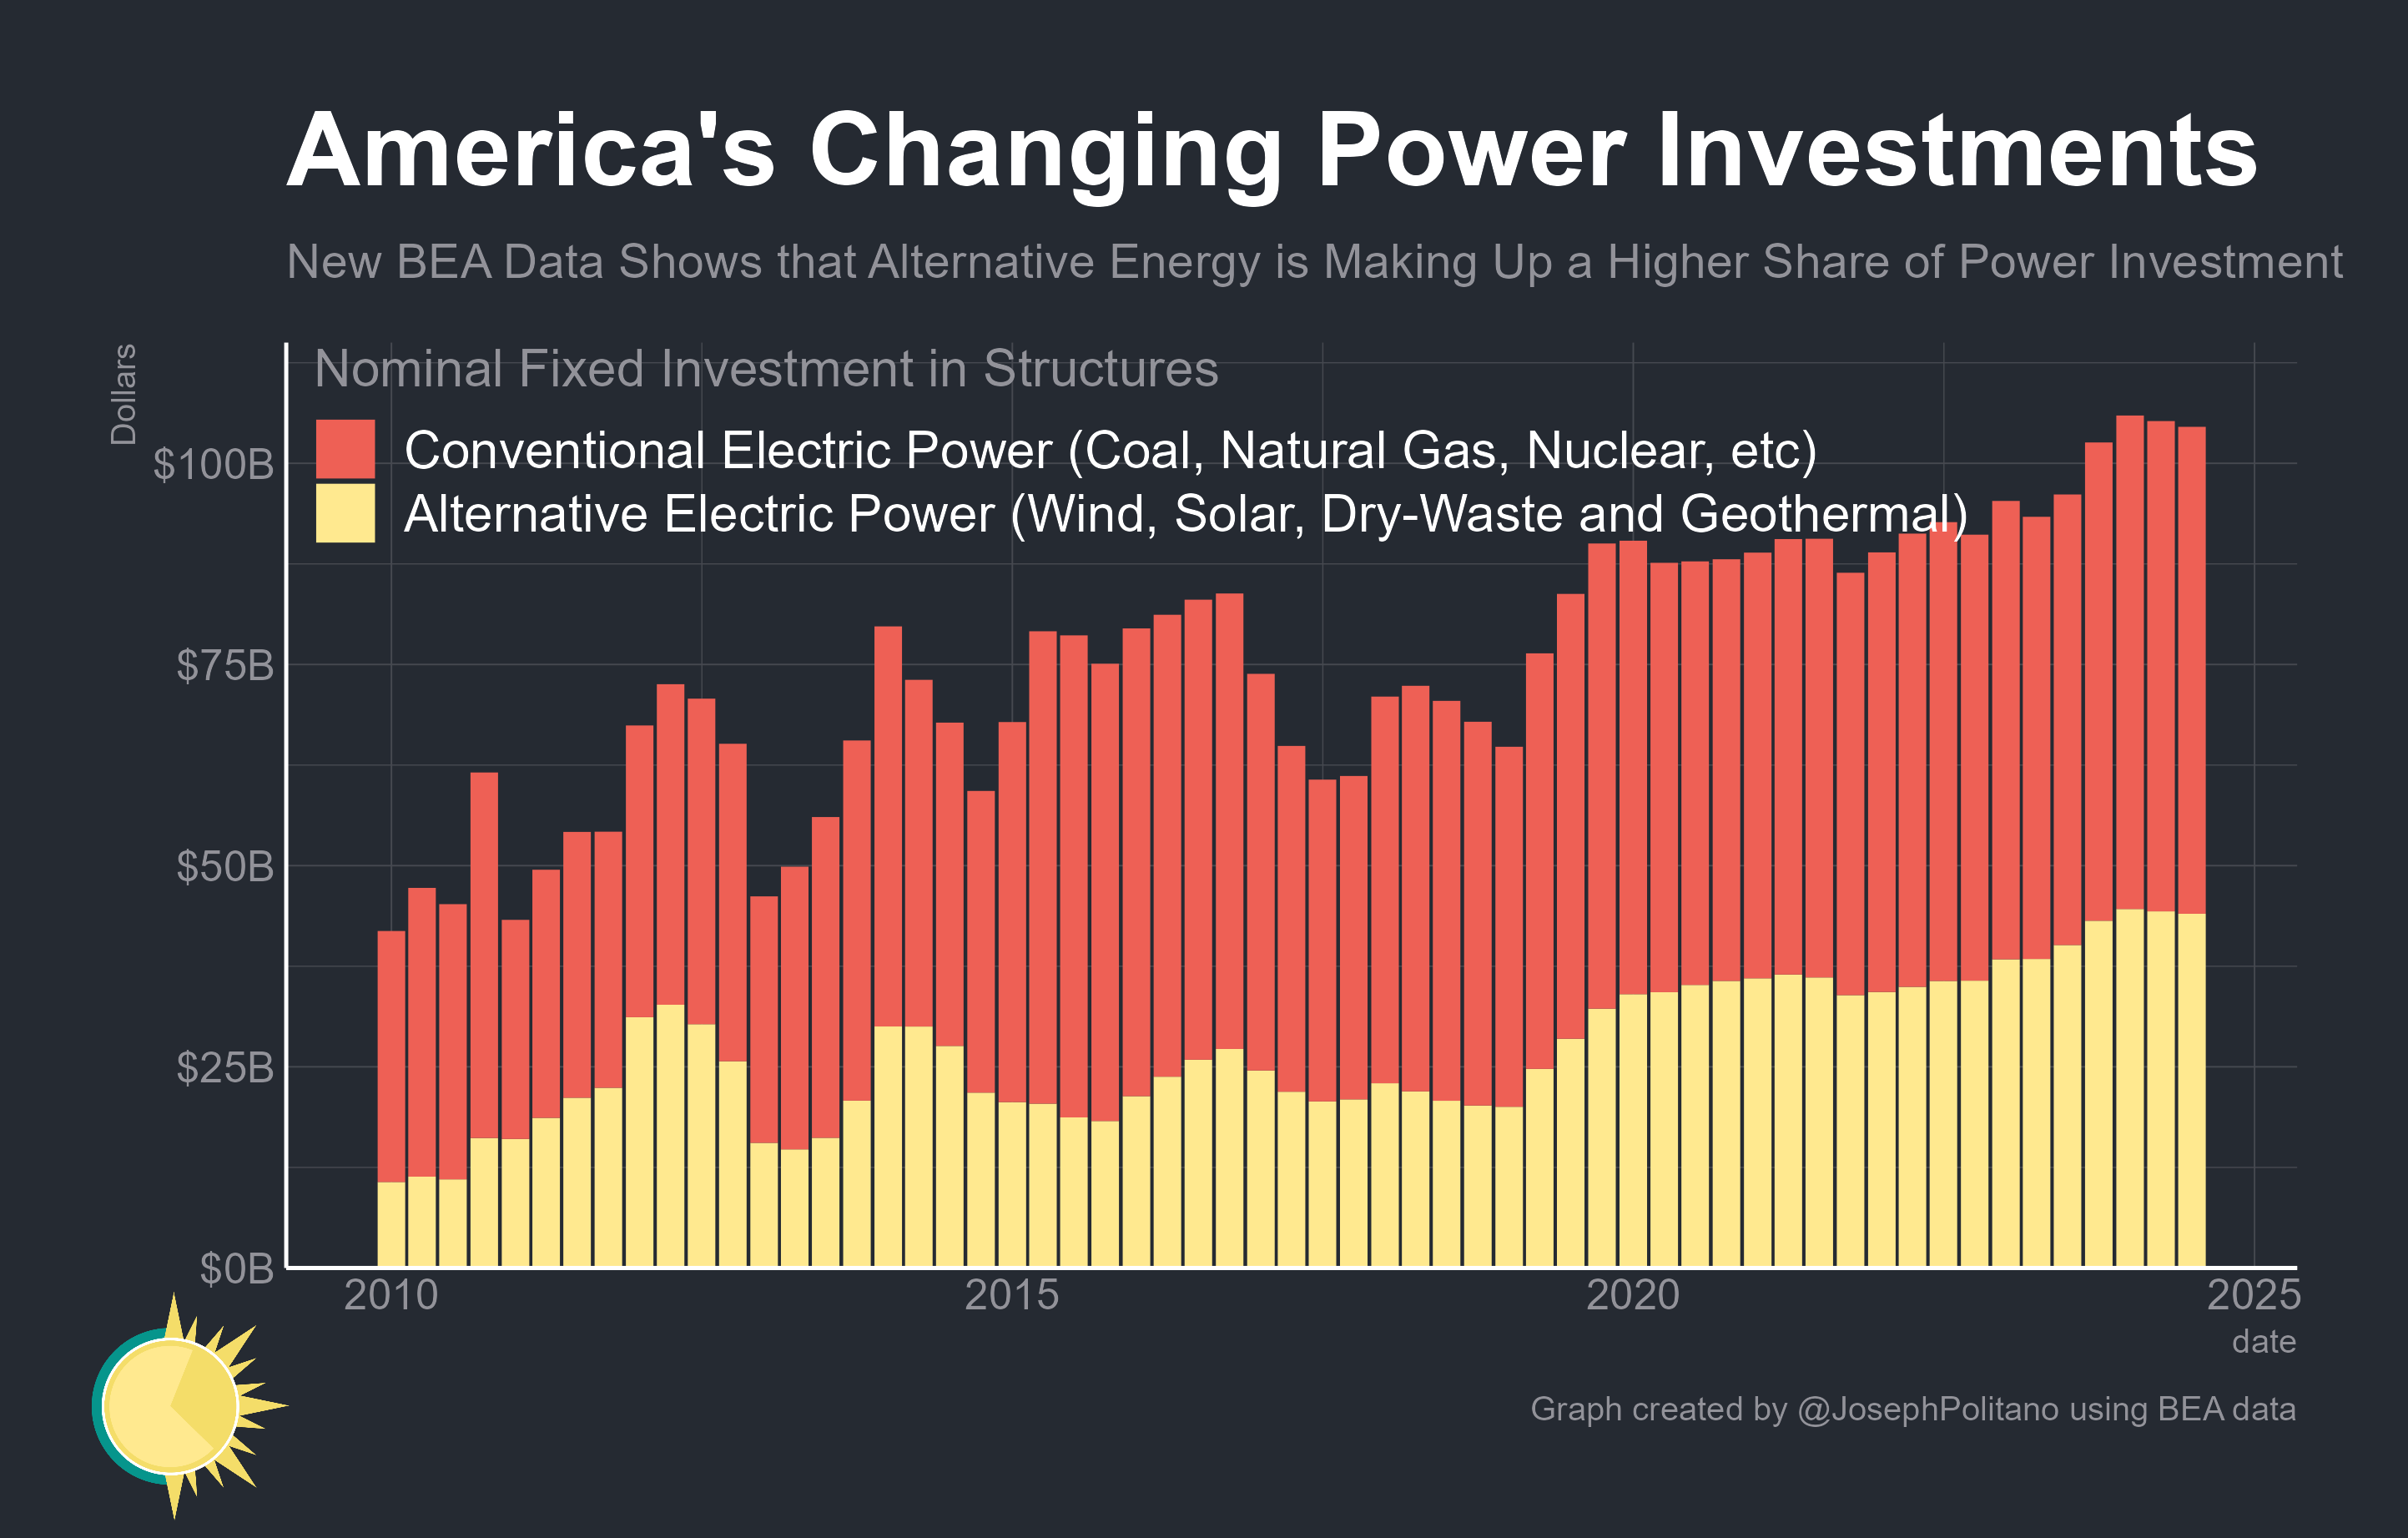 America's Changing Power Investments
New BEA Data Shows that Alternative Energy is Making Up a Higher Share of Power Investment
Dollars
Nominal Fixed Investment in Structures
Conventional Electric Power (Coal, Natural Gas, Nuclear, etc)
Alternative Electric Power (Wind, Solar, Dry-Waste and Geothermal)
$100B
$75B
$50B
$25B
$0B
2010 2015 2020 2025
date
Graph created by @JosephPolitano using BEA data